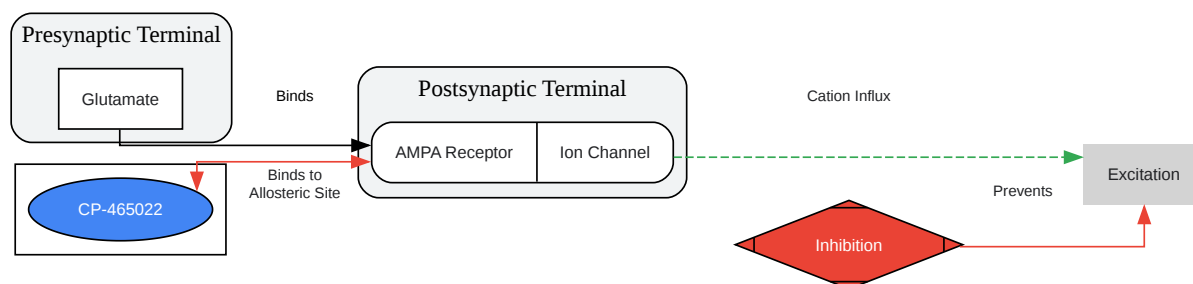 Presynaptic Terminal
Glutamate
Binds
Postsynaptic Terminal
AMPA Receptor
Ion Channel
Cation Influx
Binds to
Allosteric Site
CP-465022
Prevents
Excitation
Inhibition